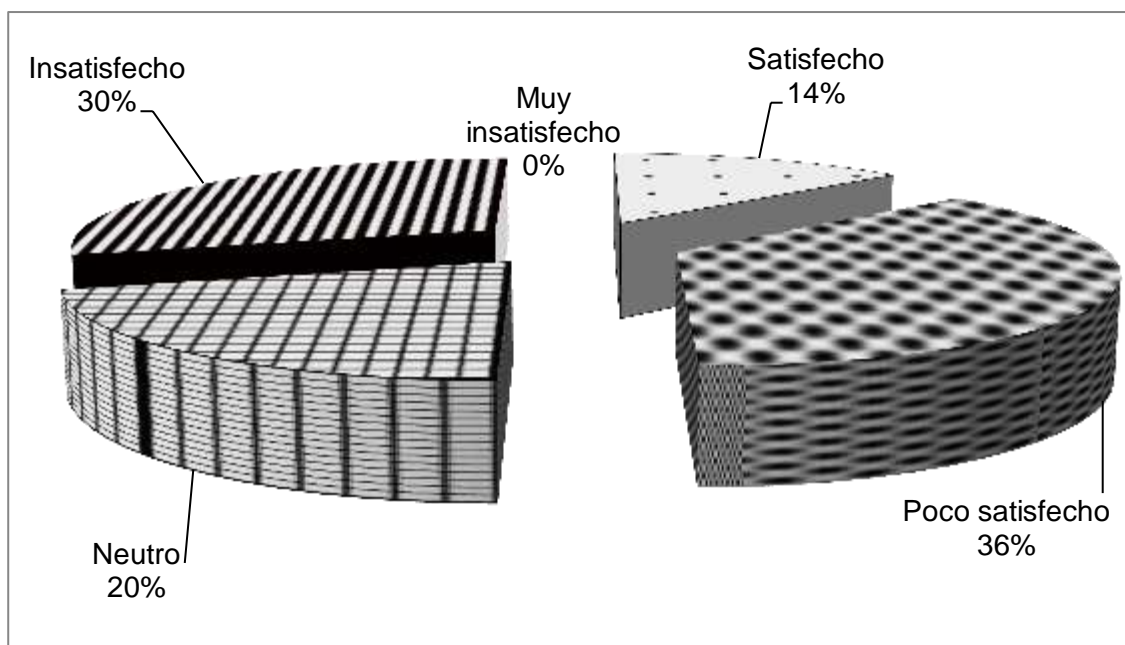 Insatisfecho
30%
Muy
insatisfecho
0%
Satisfecho
14%
Poco satisfecho
36%
Neutro
20%